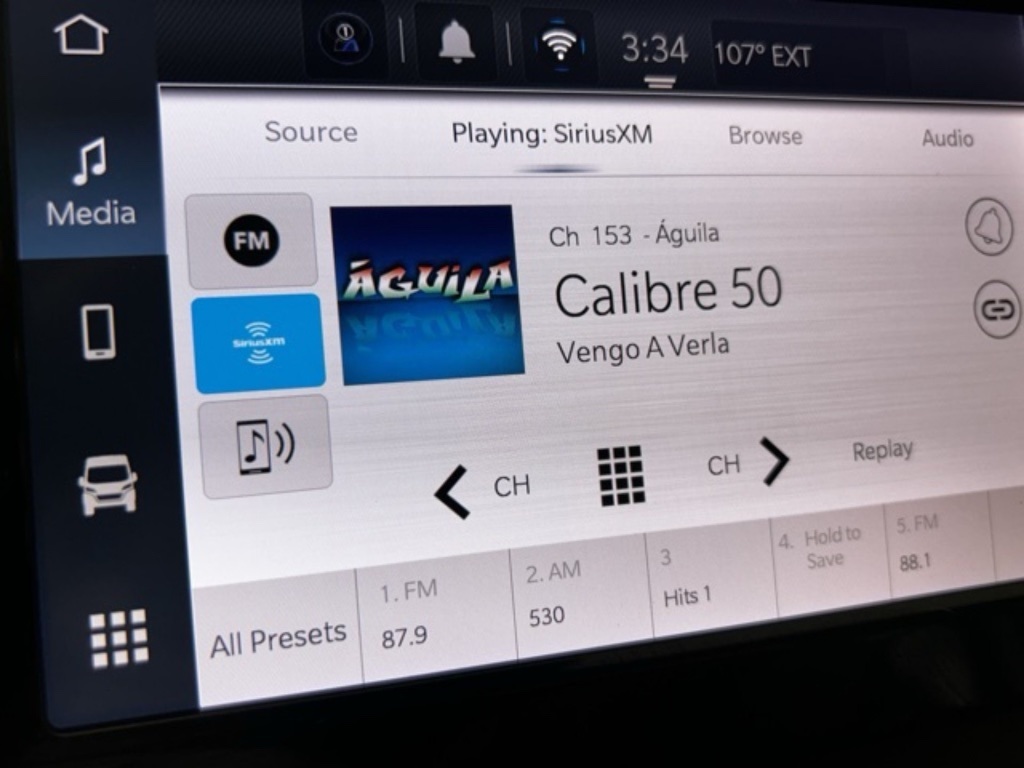 1
3:34
107° EXT
Source
Playing: SiriusXM
Browse
Audio
Media
FM
SiriusXM
ÁGUILA
ÁGUILA
Ch 153 - Águila
Calibre 50
Vengo A Verla
CH
CH
Replay
All Presets
1. FM
87.9
2. AM
530
3
Hits 1
4. Hold to
Save
5. FM
88.1